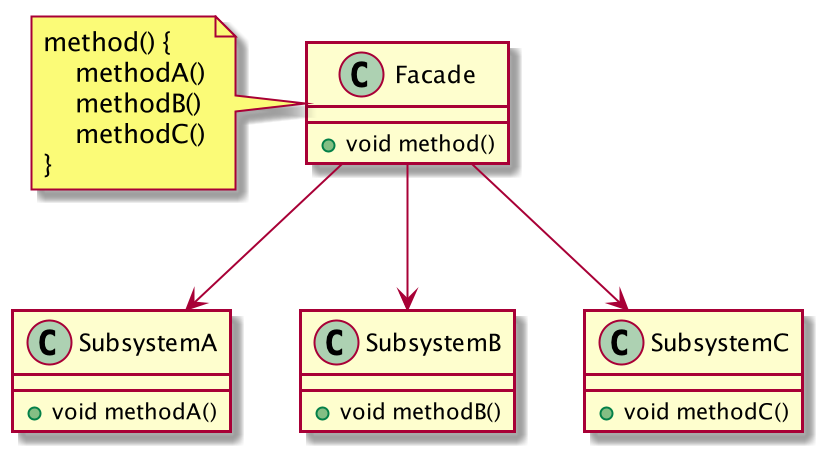 method() {
methodA()
methodB()
methodC()
}
C Facade
void method()
C SubsystemA
void methodA()
C SubsystemB
void methodB()
C SubsystemC
void methodC()